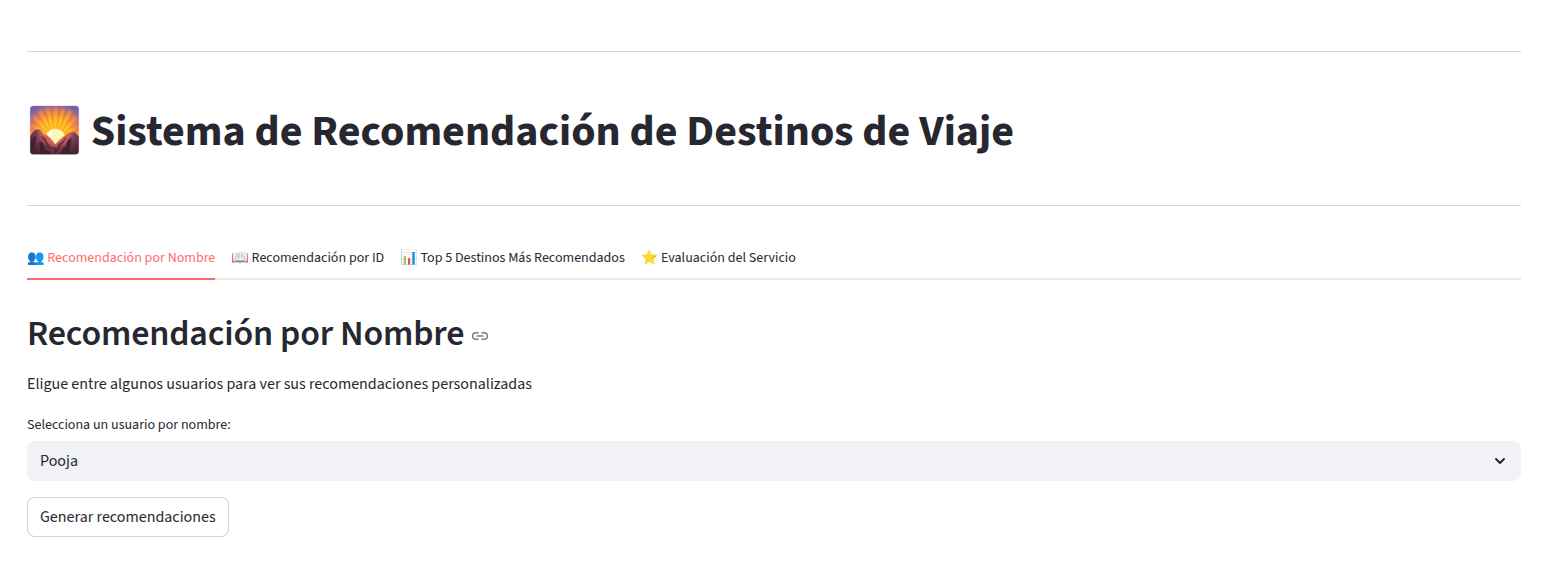 Sistema de Recomendación de Destinos de Viaje
Recomendación por Nombre Recomendación por ID Top 5 Destinos Más Recomendados Evaluación del Servicio
Recomendación por Nombre
Eligue entre algunos usuarios para ver sus recomendaciones personalizadas
Selecciona un usuario por nombre:
Pooja
Generar recomendaciones